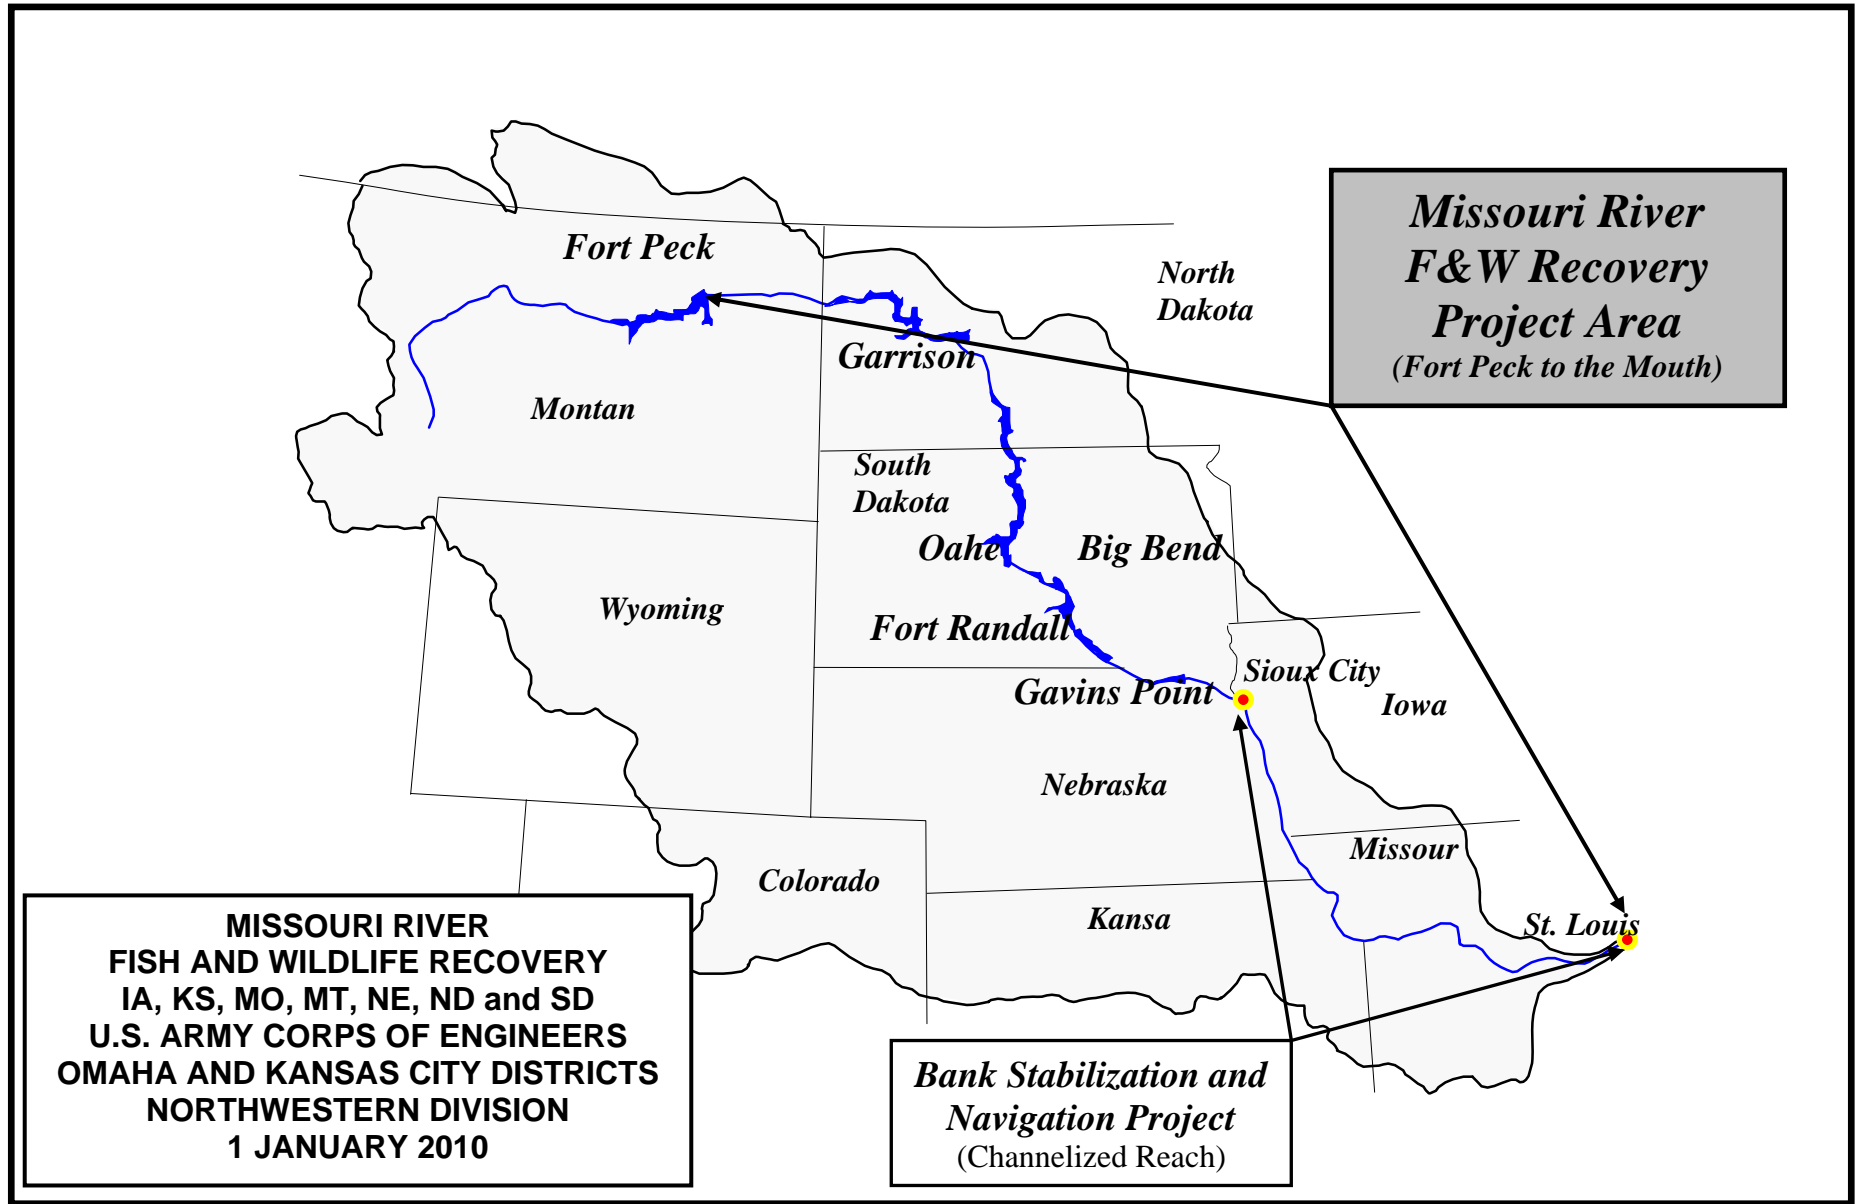 Missouri River
F&W Recovery
Project Area
(Fort Peck to the Mouth)
Fort Peck
North
Dakota
Garrison
Montan
South
Dakota
Oahe
Big Bend
Wyoming
Fort Randall
Sioux City
Gavins Point
Iowa
Nebraska
Missour
Colorado
Kansa
St. Louis
MISSOURI RIVER
FISH AND WILDLIFE RECOVERY
IA, KS, MO, MT, NE, ND and SD
U.S. ARMY CORPS OF ENGINEERS
OMAHA AND KANSAS CITY DISTRICTS
NORTHWESTERN DIVISION
1 JANUARY 2010
Bank Stabilization and
Navigation Project
(Channelized Reach)